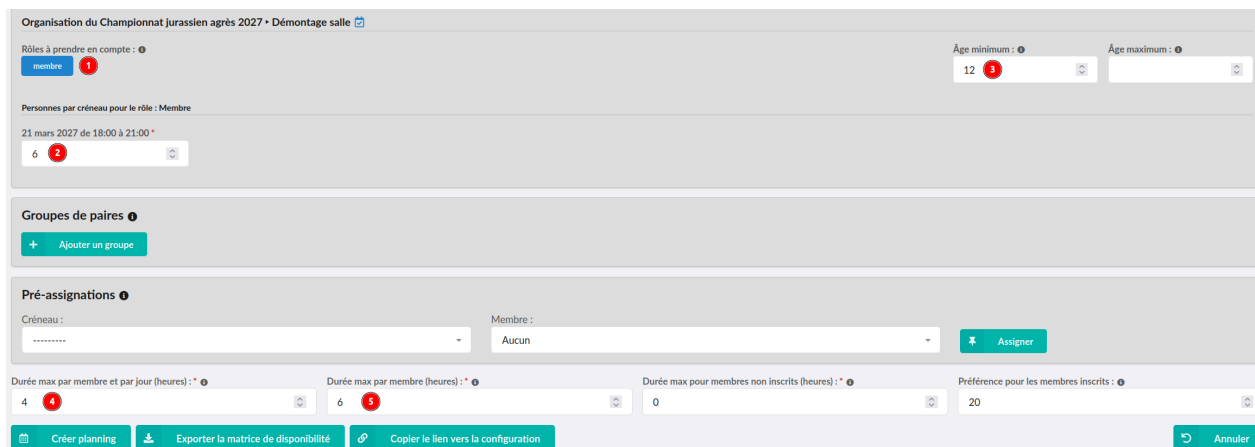 Organisation du Championnat jurassien agrès 2027 ‣ Démontage salle
Rôles à prendre en compte :
Âge minimum :
Âge maximum :
membre
1
12
3
Personnes par créneau pour le rôle : Membre
21 mars 2027 de 18:00 à 21:00 *
6
2
Groupes de paires
+ Ajouter un groupe
Pré-assignations
Créneau :
Membre :
---------
Aucun
Assigner
Durée max par membre et par jour (heures) : *
Durée max par membre (heures) : *
Durée max pour membres non inscrits (heures) : *
Préférence pour les membres inscrits :
4
4
6
5
0
20
Créer planning
Exporter la matrice de disponibilité
Copier le lien vers la configuration
Annuler